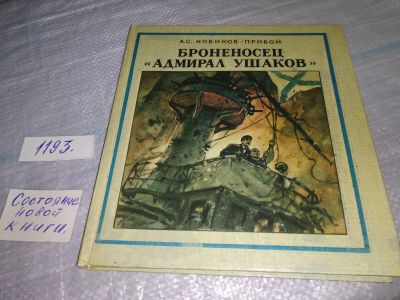 А.С. НОВИКОВ-ПРИБОЙ
БРОНЕНОСЕЦ
«АДМИРАЛ УШАКОВ»
1193.
Состояние
новой
книги.